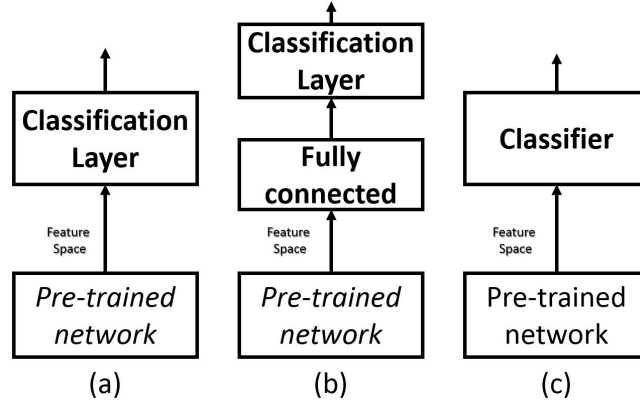 Classification
Layer
Feature
Space
Pre-trained
network
(a)
Classification
Layer
Fully
connected
Feature
Space
Pre-trained
network
(b)
Classifier
Feature
Space
Pre-trained
network
(c)